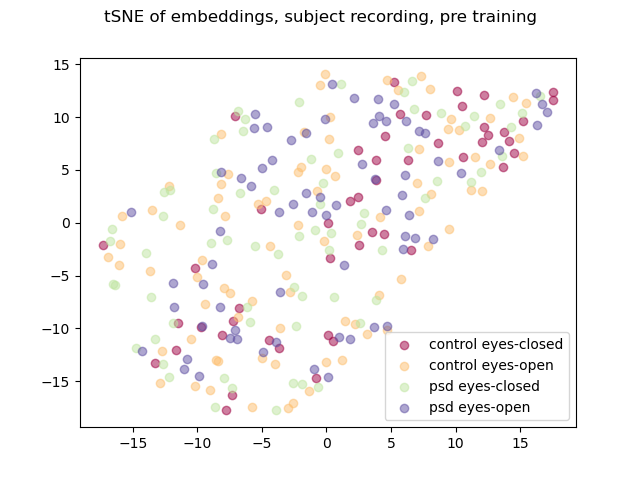 tSNE of embeddings, subject recording, pre training
15
10
5
0
−5
−10
−15
−15
−10
−5
0
5
10
15
control eyes-closed
control eyes-open
psd eyes-closed
psd eyes-open